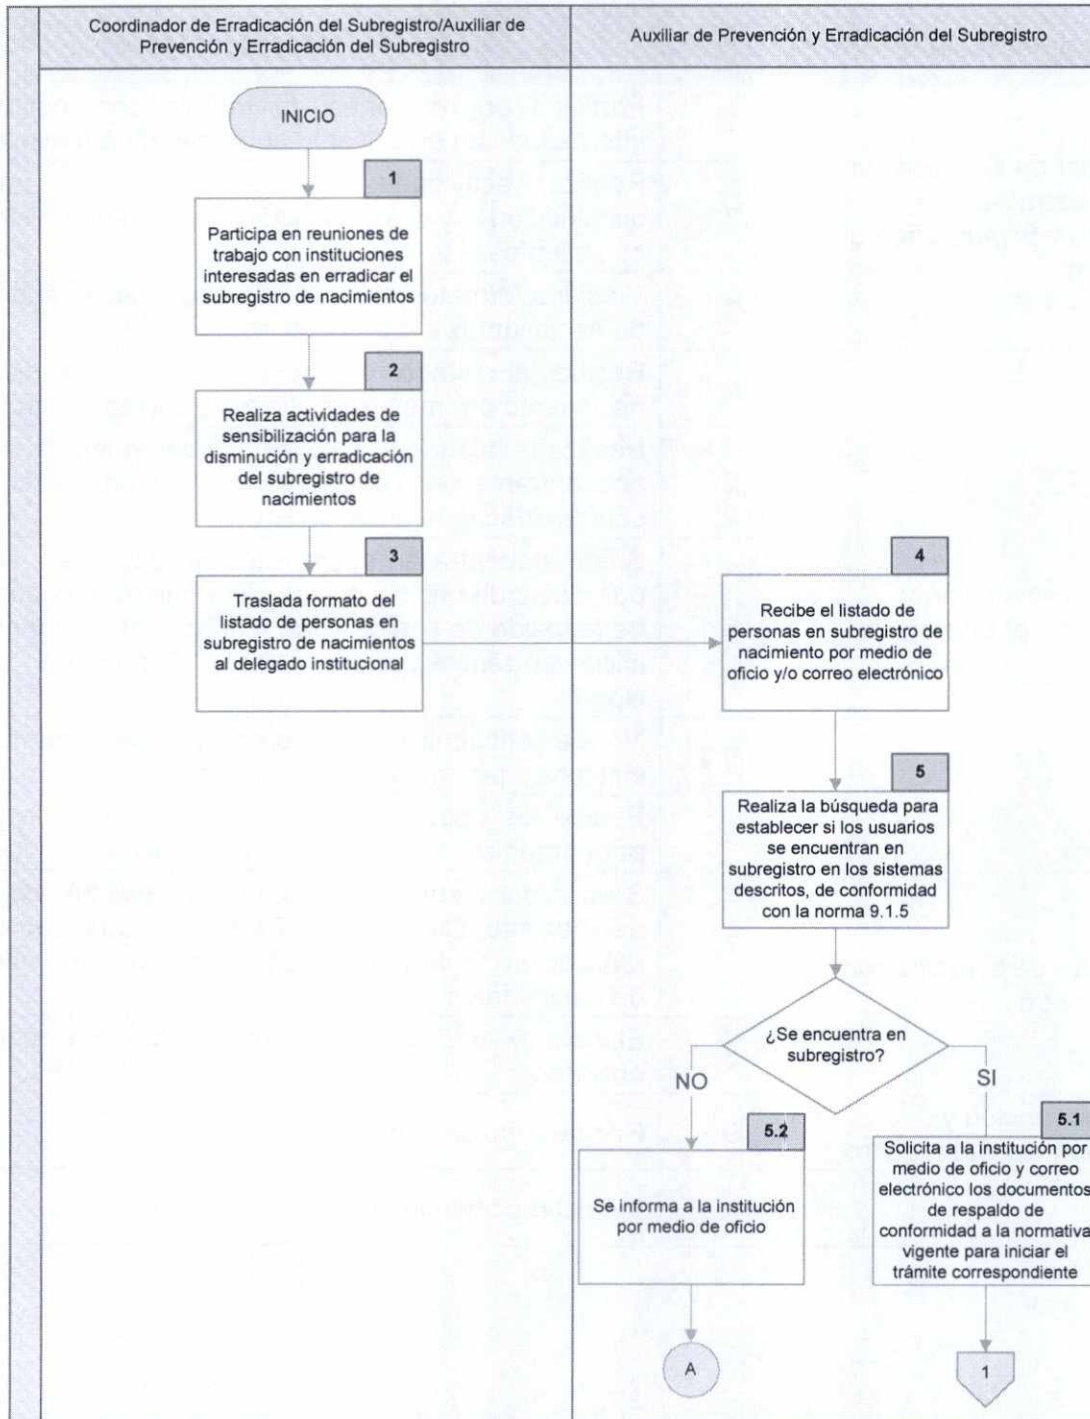 Coordinador de Erradicación del Subregistro/Auxiliar de
Prevención y Erradicación del Subregistro
Auxiliar de Prevención y Erradicación del Subregistro
INICIO
1
Participa en reuniones de
trabajo con instituciones
interesadas en erradicar el
subregistro de nacimientos
2
Realiza actividades de
sensibilización para la
disminución y erradicación
del subregistro de
nacimientos
3
Traslada formato del
listado de personas en
subregistro de nacimientos
al delegado institucional
4
Recibe el listado de
personas en subregistro de
nacimiento por medio de
oficio y/o correo electrónico
5
Realiza la búsqueda para
establecer si los usuarios
se encuentran en
subregistro en los sistemas
descritos, de conformidad
con la norma 9.1.5
¿Se encuentra en
subregistro?
NO
SI
5.2
Se informa a la institución
por medio de oficio
5.1
Solicita a la institución por
medio de oficio y correo
electrónico los documentos
de respaldo de
conformidad a la normativa
vigente para iniciar el
trámite correspondiente
A
1